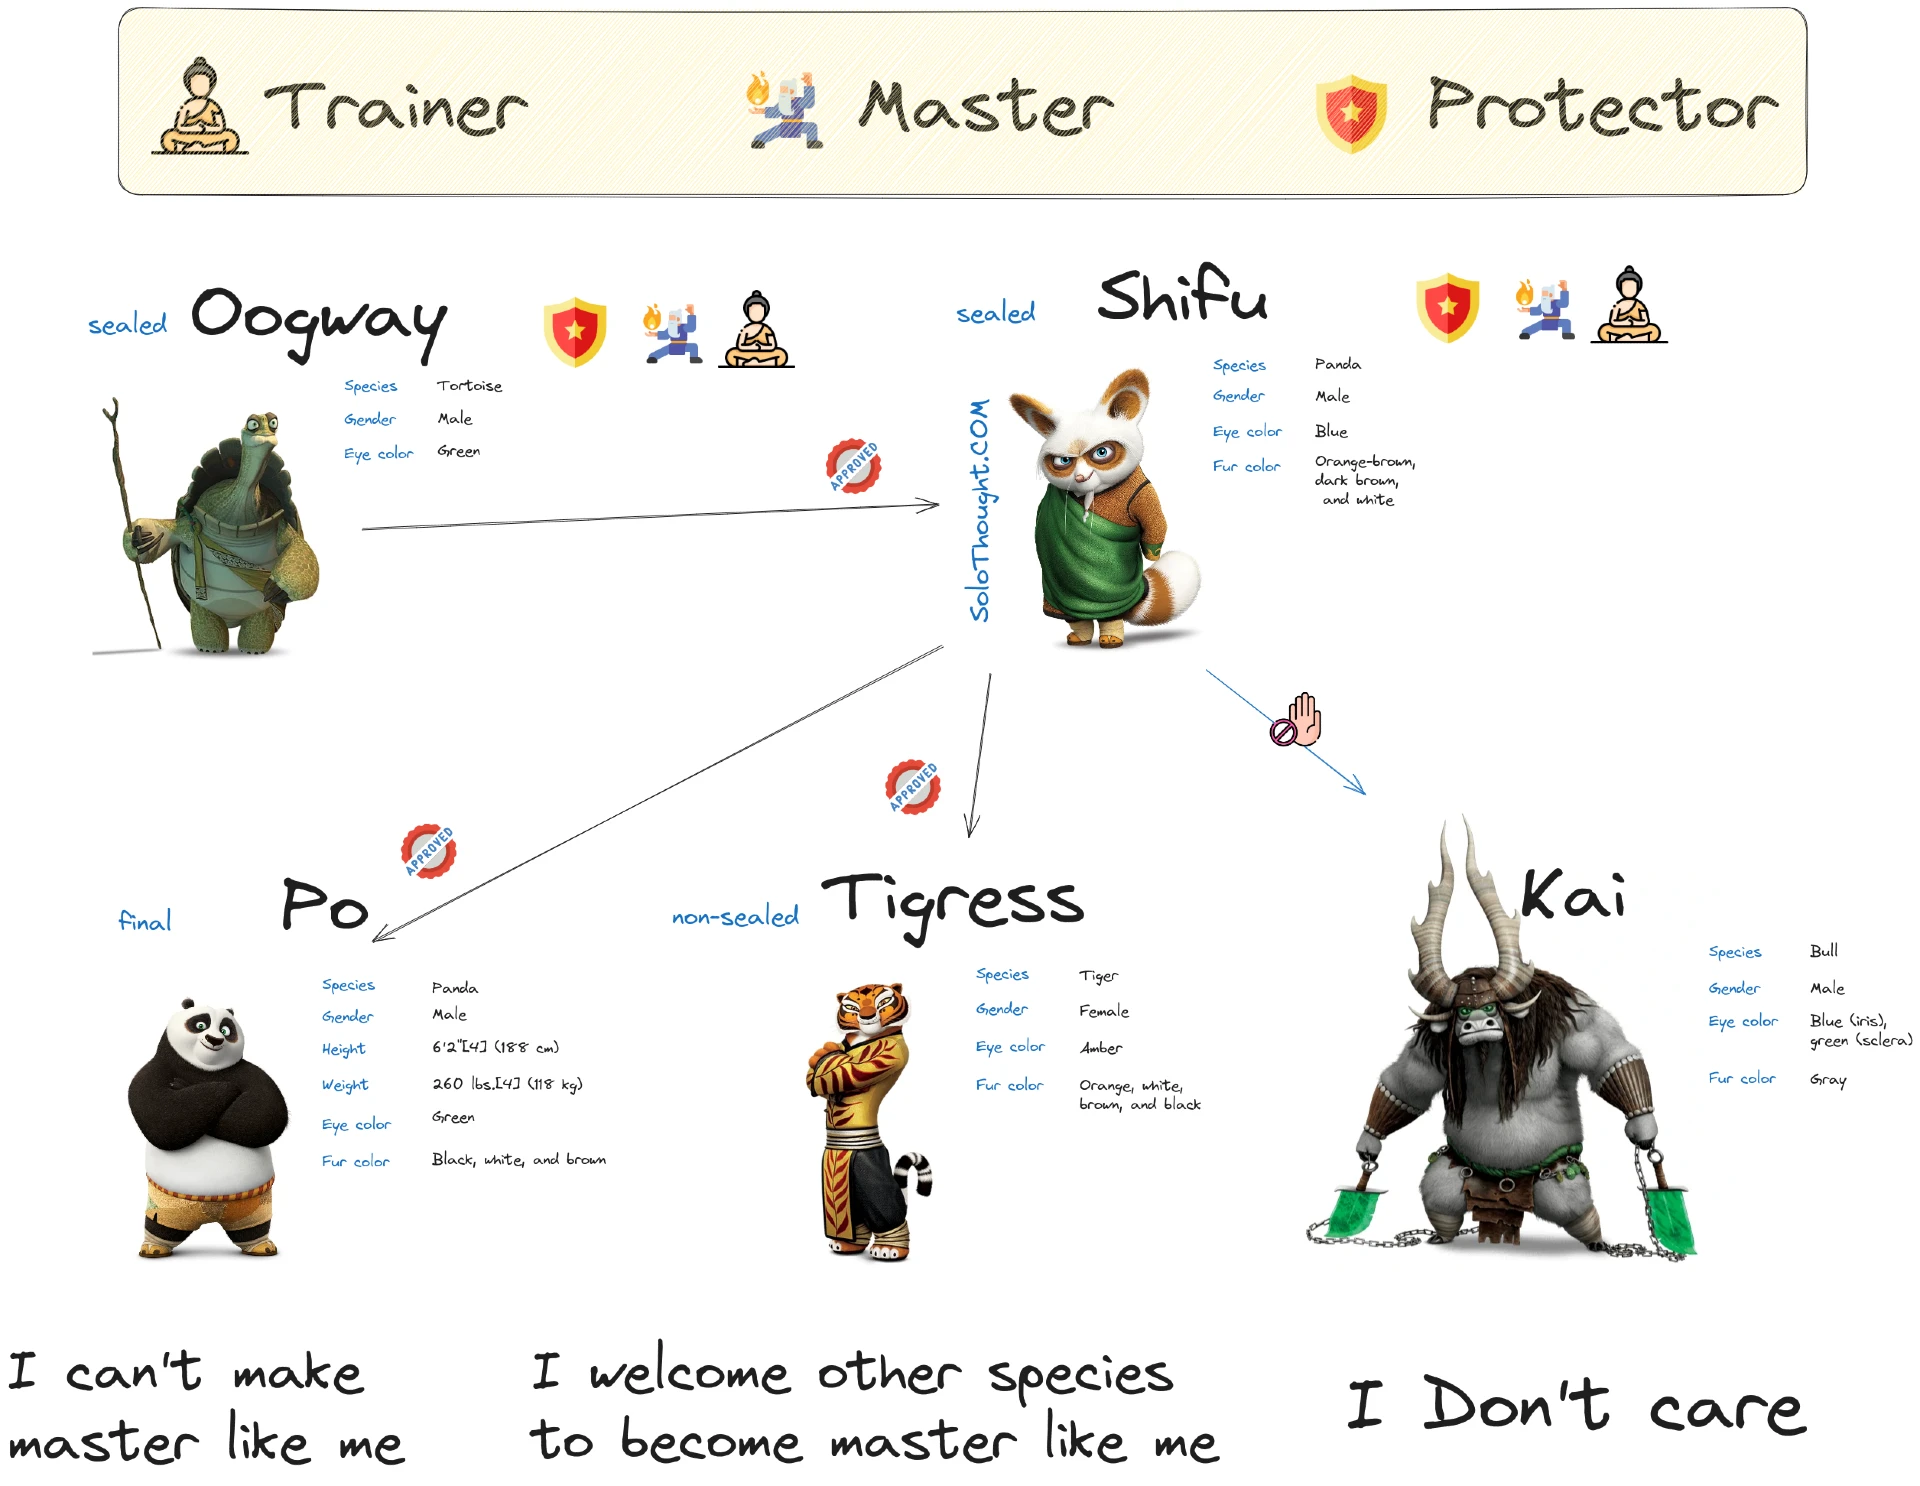 Trainer
Master
Protector
sealed
Oogway
Species Tortoise
Gender Male
Eye color Green
APPROVED
sealed
Shifu
Species Panda
Gender Male
Eye color Blue
Fur color Orange-brown,
dark brown,
and white
SoloThought.COM
APPROVED
APPROVED
final
Po
Species Panda
Gender Male
Height 6'2"[4] (188 cm)
Weight 260 lbs.[4] (118 kg)
Eye color Green
Fur color Black, white, and brown
non-sealed
Tigress
Species Tiger
Gender Female
Eye color Amber
Fur color Orange, white,
brown, and black
Kai
Species Bull
Gender Male
Eye color Blue (iris),
green (sclera)
Fur color Gray
I can't make
master like me
I welcome other species
to become master like me
I Don't care